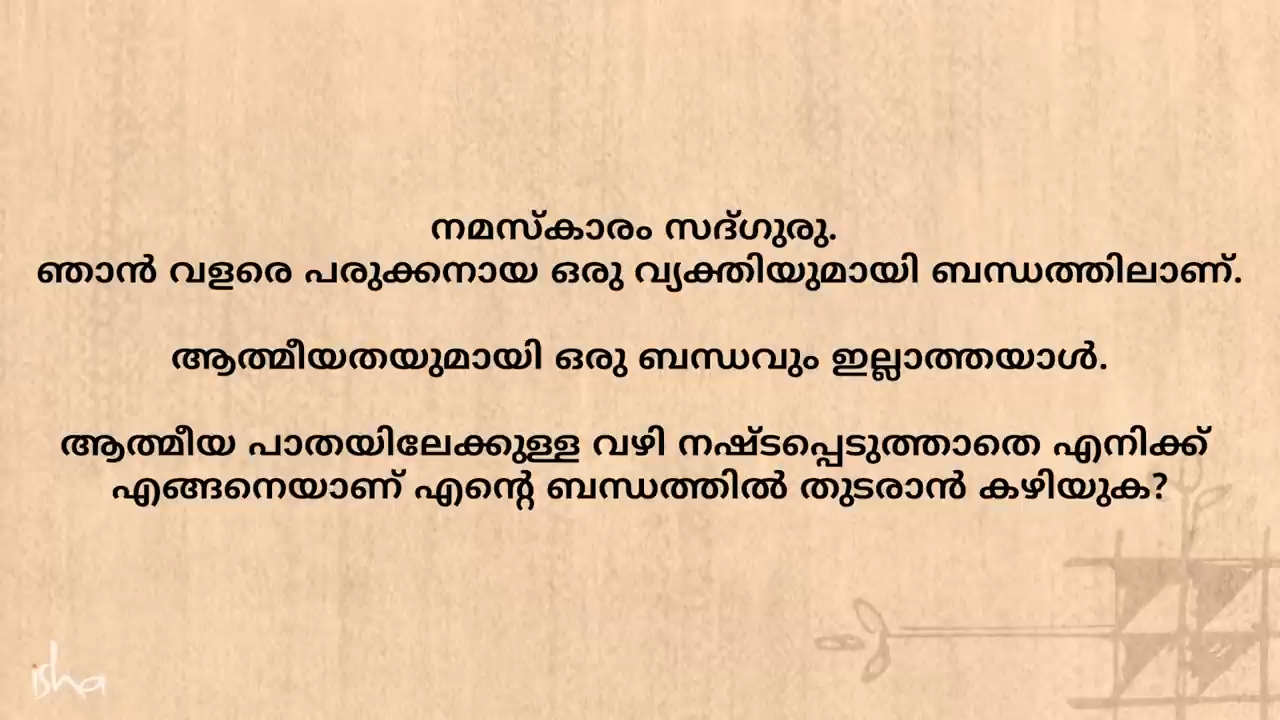 നമസ്കാരം സദ്ഗുരു.
ഞാൻ വളരെ പരുക്കനായ ഒരു വ്യക്തിയുമായി ബന്ധത്തിലാണ്.
ആത്മീയതയുമായി ഒരു ബന്ധവും ഇല്ലാത്തയാൾ.
ആത്മീയ പാതയിലേക്കുള്ള വഴി നഷ്ടപ്പെടുത്താതെ എനിക്ക്
എങ്ങനെയാണ് എന്റെ ബന്ധത്തിൽ തുടരാൻ കഴിയുക?
isha